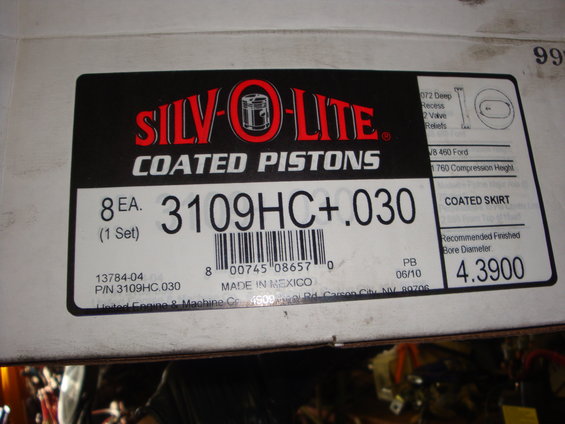 99
SILV-O-LITE®
COATED PISTONS
8 EA.
(1 Set)
3109HC+.030
8 00745 08657 0
13784-04
P/N 3109HC.030
MADE IN MEXICO
PB
06/10
United Engine & Machine Carson City, NV. 89706
072 Deep
Recess
2 Valve
Reliefs
V8 460 Ford
1.760 Compression Height
COATED SKIRT
Recommended Finished
Bore Diameter
4.3900